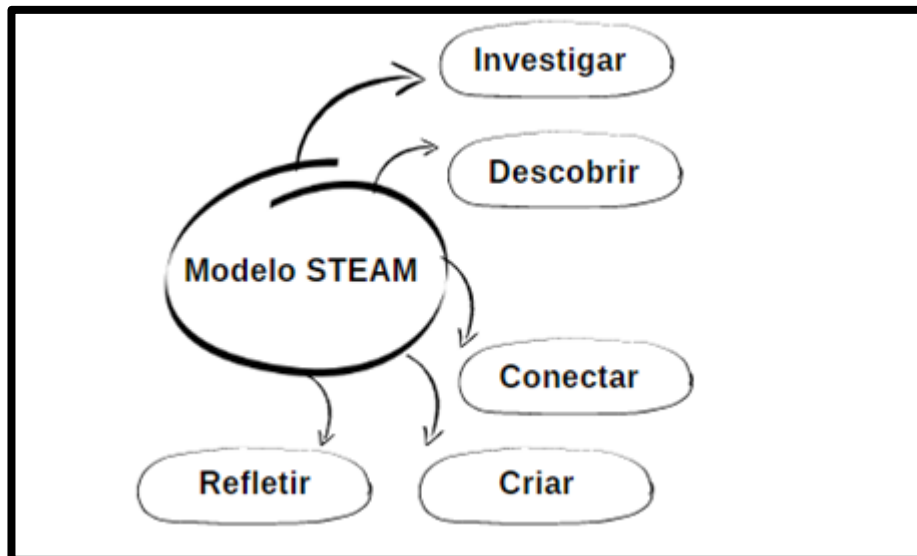 Investigar
Descobrir
Modelo STEAM
Conectar
Refletir
Criar